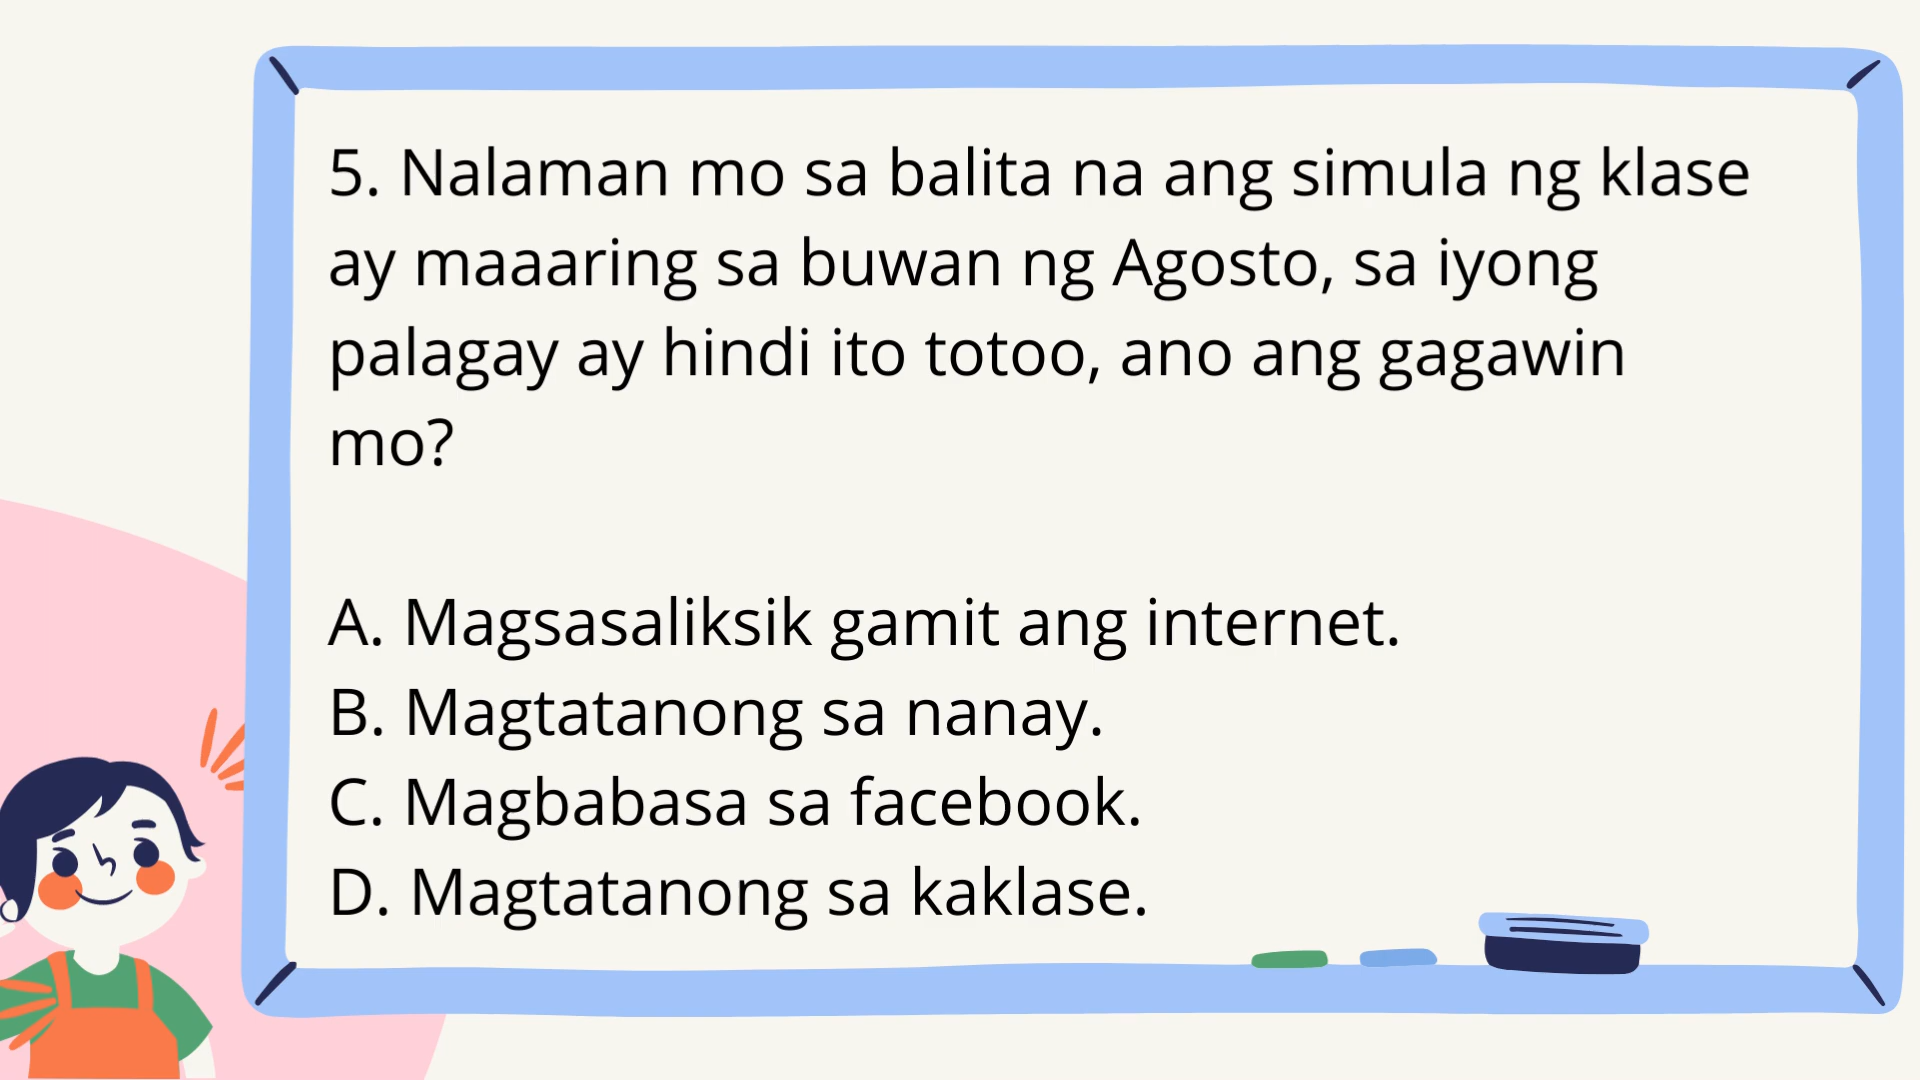 5. Nalaman mo sa balita na ang simula ng klase
ay maaaring sa buwan ng Agosto, sa iyong
palagay ay hindi ito totoo, ano ang gagawin
mo?
A. Magsasaliksik gamit ang internet.
B. Magtatanong sa nanay.
C. Magbabasa sa facebook.
D. Magtatanong sa kaklase.